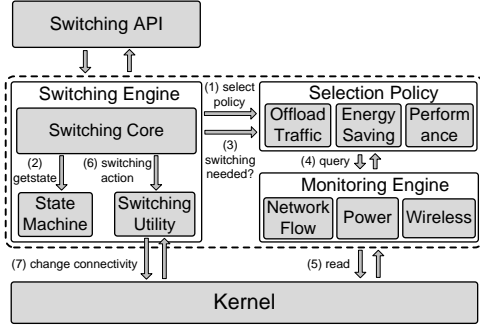 Switching API
Switching Engine
Switching Core
(1) select
policy
(3)
switching
needed?
(2)
getstate
(6) switching
action
State
Machine
Switching
Utility
Selection Policy
Offload
Traffic
Energy
Saving
Perform
ance
(4) query
Monitoring Engine
Network
Flow
Power
Wireless
(7) change connectivity
(5) read
Kernel